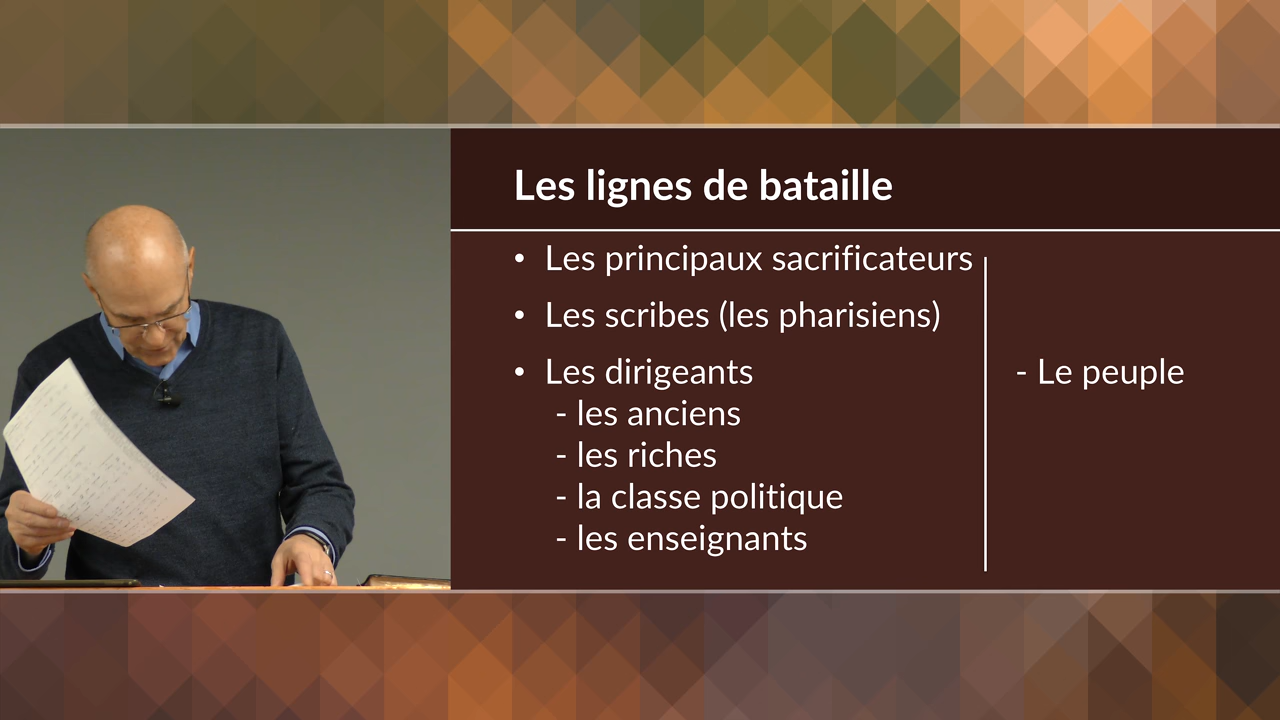 Les lignes de bataille
• Les principaux sacrificateurs
• Les scribes (les pharisiens)
• Les dirigeants
- les anciens
- les riches
- la classe politique
- les enseignants
- Le peuple